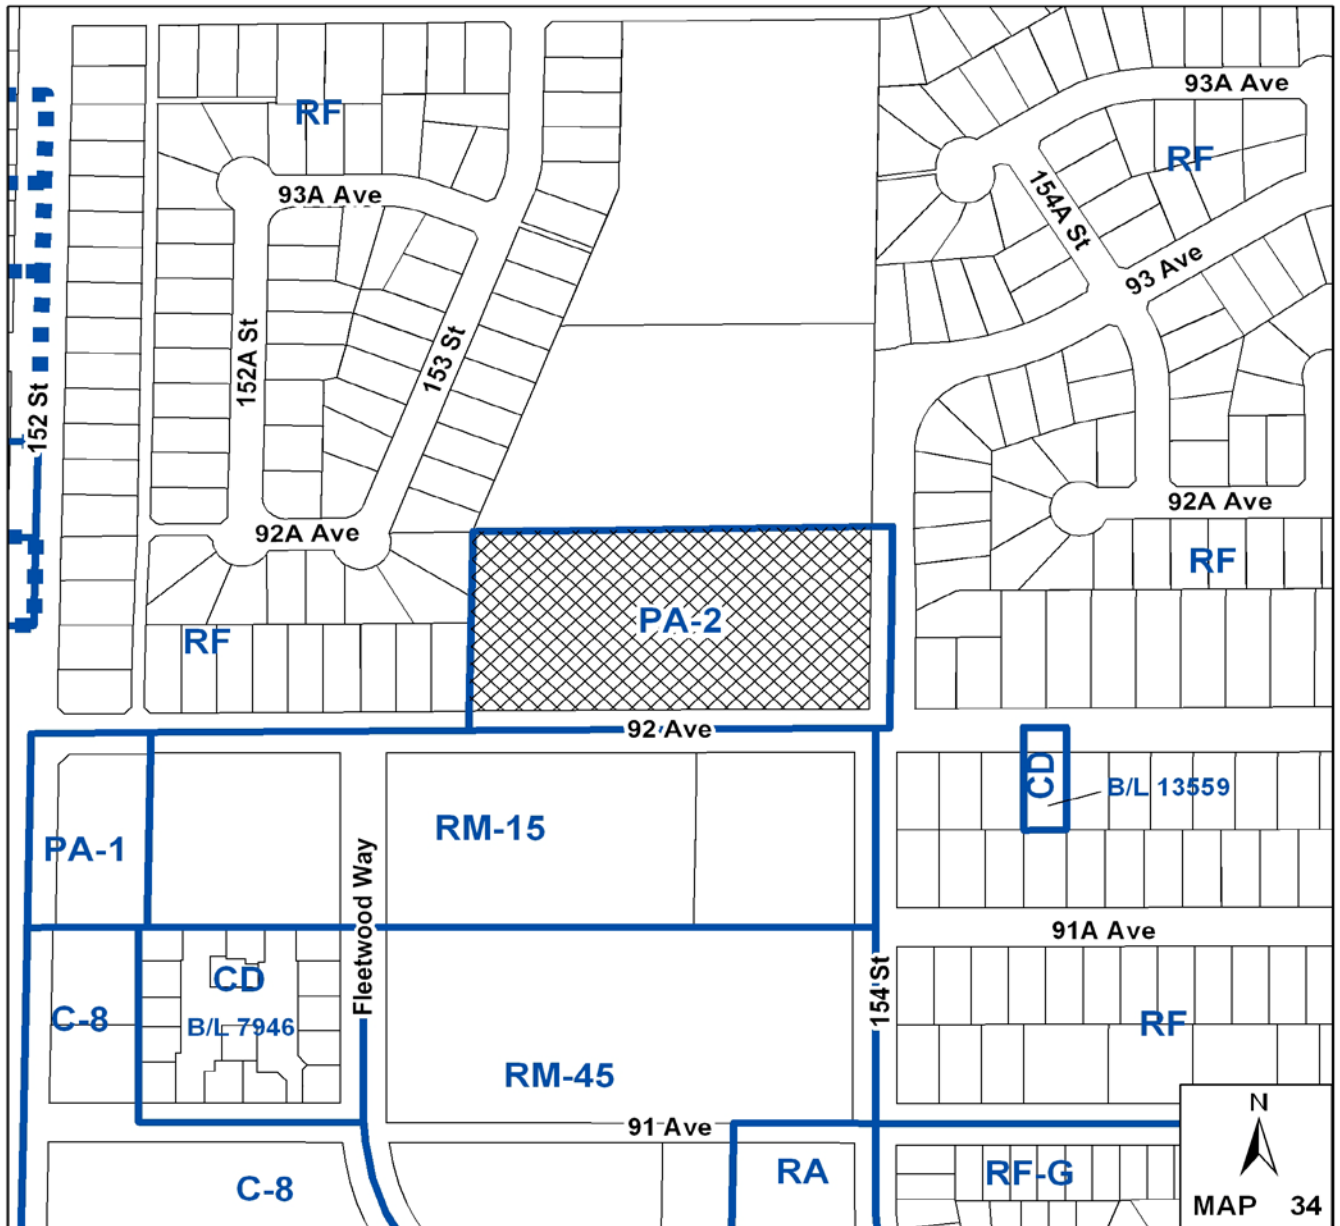 93A Ave
RF
RF
93A Ave
154A St
93 Ave
152A St
153 St
152 St
92A Ave
92A Ave
RF
PA-2
RF
92 Ave
CD
B/L 13559
RM-15
PA-1
Fleetwood Way
91A Ave
CD
154 St
C-8
B/L 7946
RF
RM-45
N
91 Ave
RA
RF-G
C-8
MAP 34